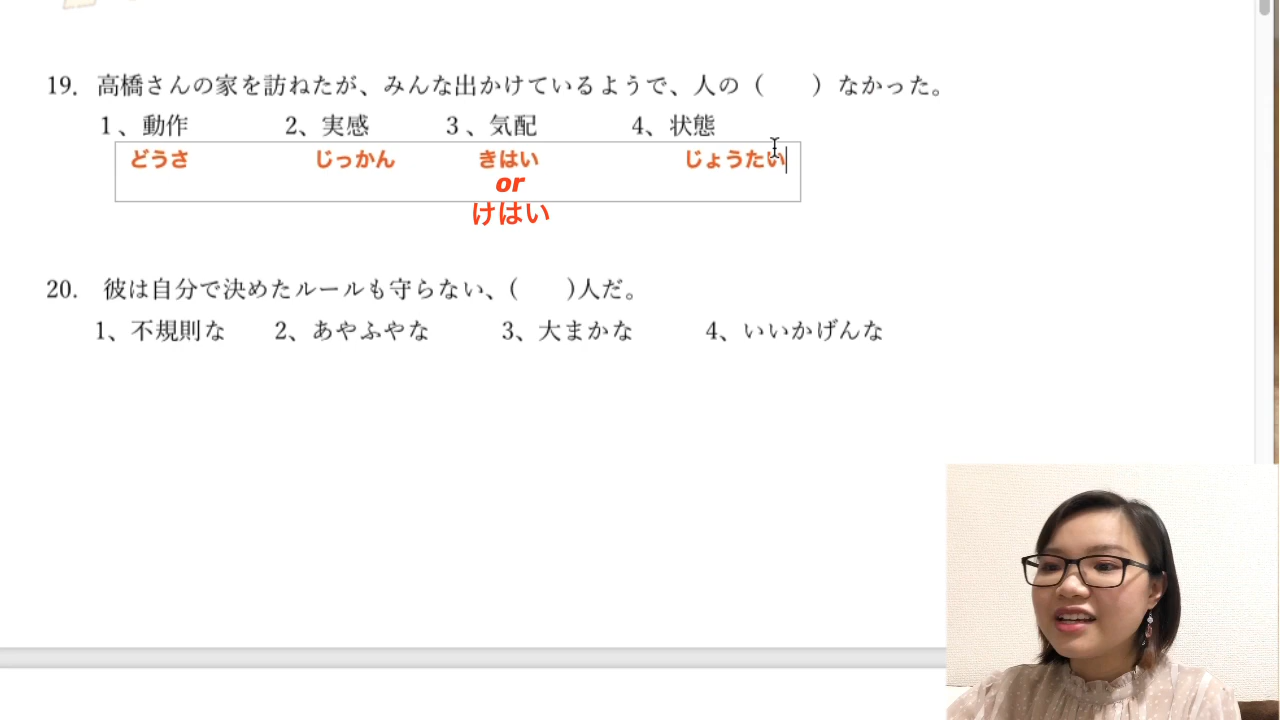 19. 高橋さんの家を訪ねたが、みんな出かけているようで、人の（　　）なかった。
1、動作　2、実感　3、気配　4、状態
どうさ　じっかん　きはい　じょうたい
or
けはい
20. 彼は自分で決めたルールも守らない、(　　)人だ。
1、不規則な　2、あやふやな　3、大まかな　4、いいかげんな